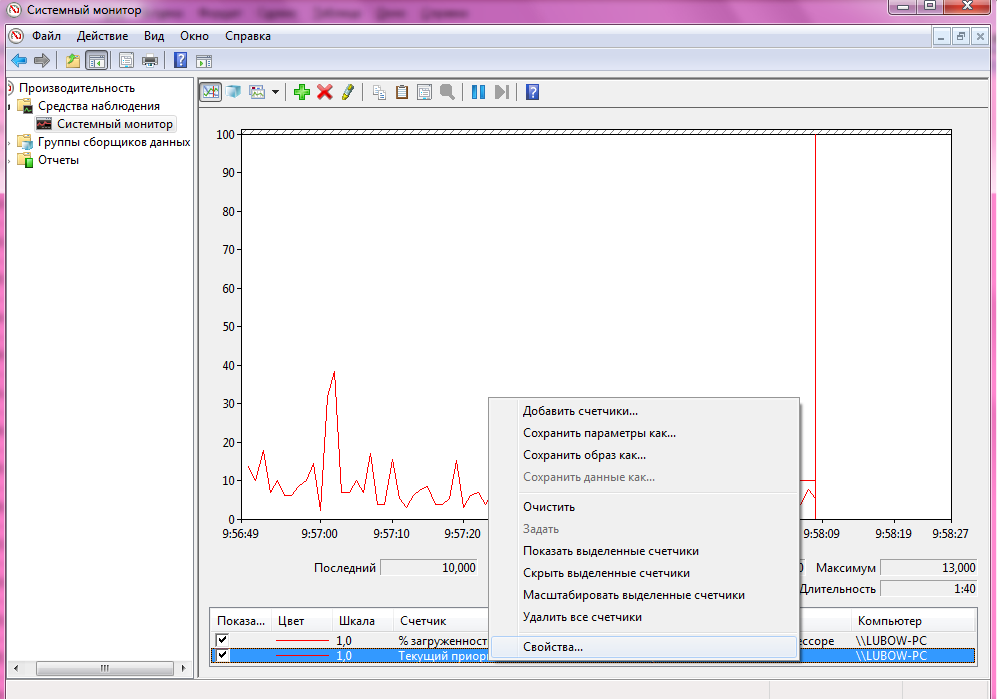 Системный монитор
Файл Действие Вид Окно Справка
Производительность
Средства наблюдения
Системный монитор
Группы сборщиков данных
Отчеты
100
90
80
70
60
50
40
30
20
10
0
9:56:49 9:57:00 9:57:10 9:57:20 9:58:09 9:58:19 9:58:27
Последний 10,000 Максимум 13,000
Длительность 1:40
Показа... Цвет Шкала Счетчик Компьютер
1,0 % загруженност ссоре \\LUBOW-PC
1,0 Текущий приори \\LUBOW-PC
Добавить счетчики...
Сохранить параметры как...
Сохранить образ как...
Сохранить данные как...
Очистить
Задать
Показать выделенные счетчики
Скрыть выделенные счетчики
Масштабировать выделенные счетчики
Удалить все счетчики
Свойства...